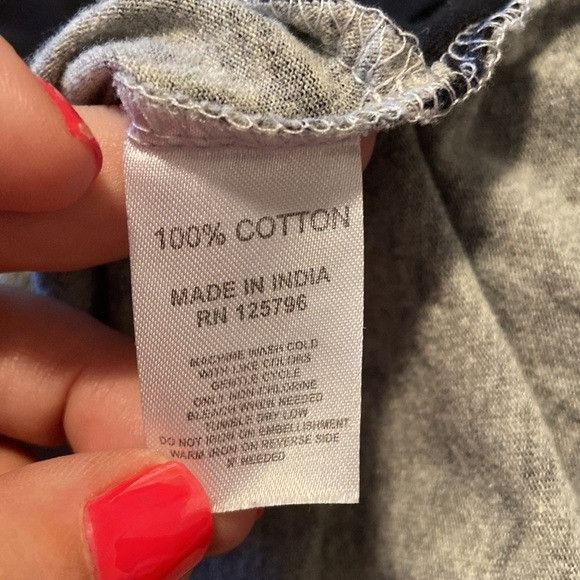 100% COTTON
MADE IN INDIA
RN 125796
MACHINE WASH COLD
WITH LIKE COLORS
GENTLE CYCLE
ONLY NON-CHLORINE
BLEACH WHEN NEEDED
TUMBLE DRY LOW
DO NOT IRON ON EMBELLISHMENT
WARM IRON ON REVERSE SIDE
IF NEEDED